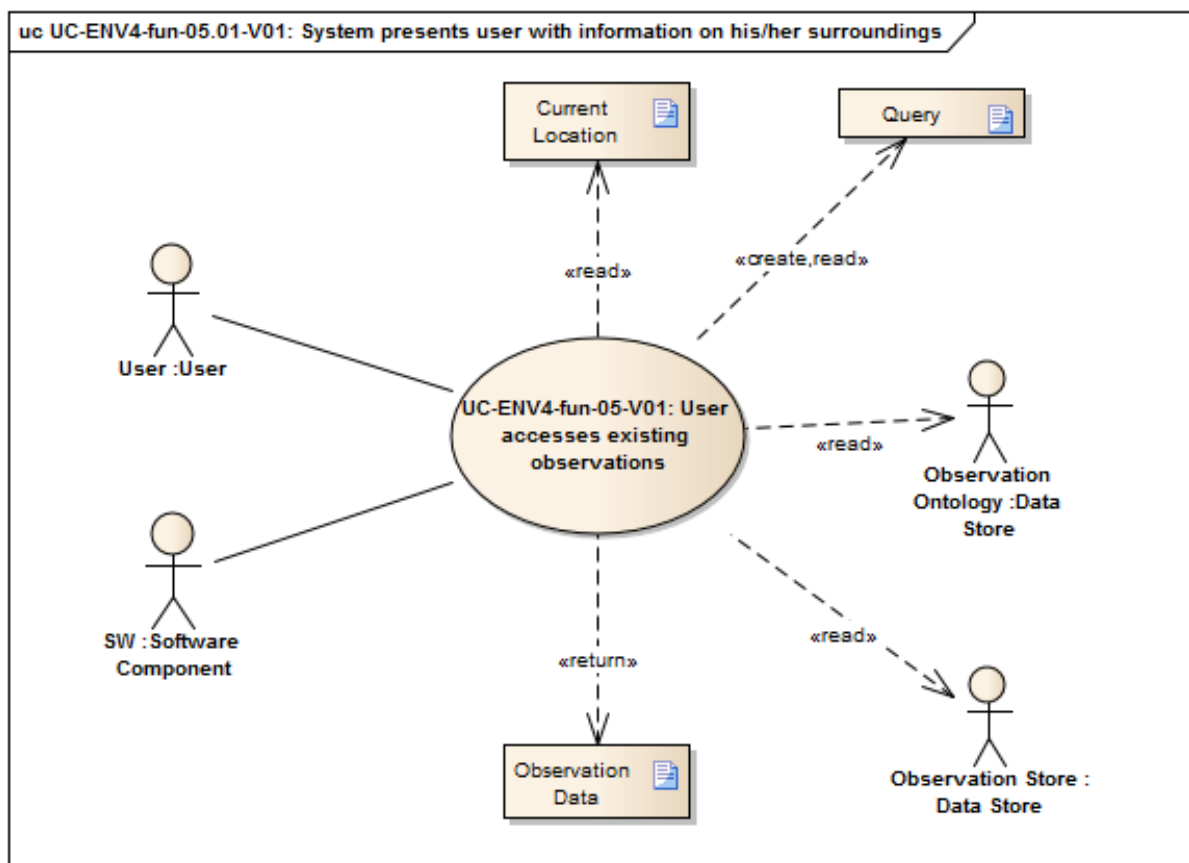 uc UC-ENV4-fun-05.01-V01: System presents user with information on his/her surroundings
Current
Location
Query
«read»
«create,read»
User :User
UC-ENV4-fun-05-V01: User
accesses existing
observations
«read»
Observation
Ontology :Data
Store
SW :Software
Component
«read»
«return»
Observation
Data
Observation Store :
Data Store